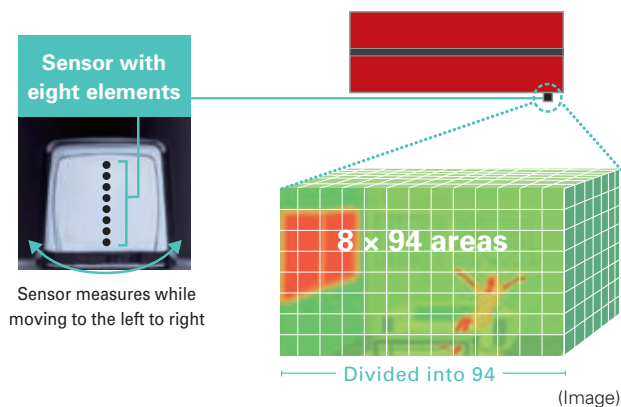 Sensor with
eight elements
Sensor measures while
moving to the left to right
8 × 94 areas
Divided into 94
(Image)